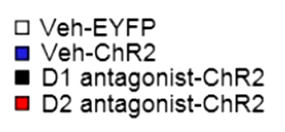 Veh-EYFP
Veh-ChR2
D1 antagonist-ChR2
D2 antagonist-ChR2